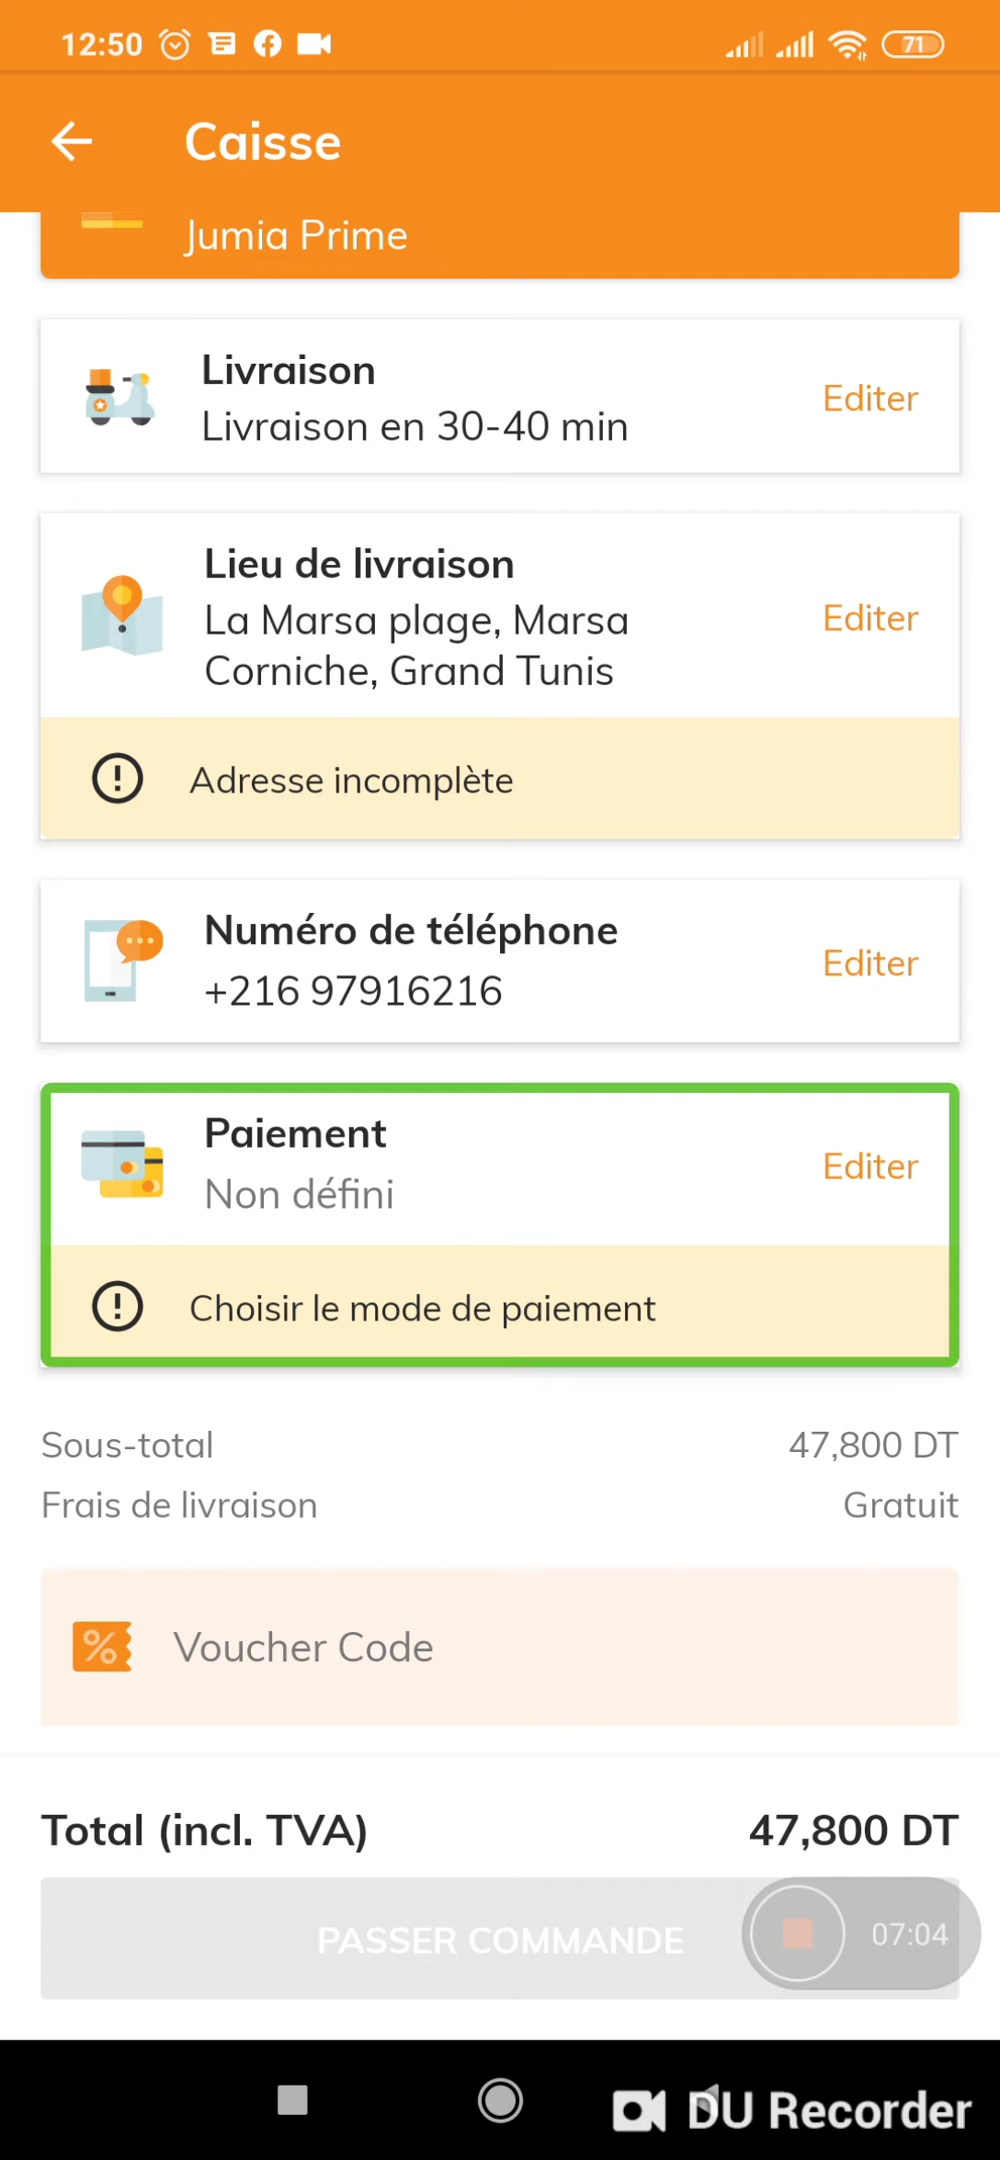 12:50
71
Caisse
Jumia Prime
Livraison
Livraison en 30-40 min
Editer
Lieu de livraison
La Marsa plage, Marsa
Corniche, Grand Tunis
Editer
Adresse incomplète
Numéro de téléphone
+216 97916216
Editer
Paiement
Non défini
Editer
Choisir le mode de paiement
Sous-total 47,800 DT
Frais de livraison Gratuit
Voucher Code
Total (incl. TVA) 47,800 DT
PASSER COMMANDE
07:04
DU Recorder